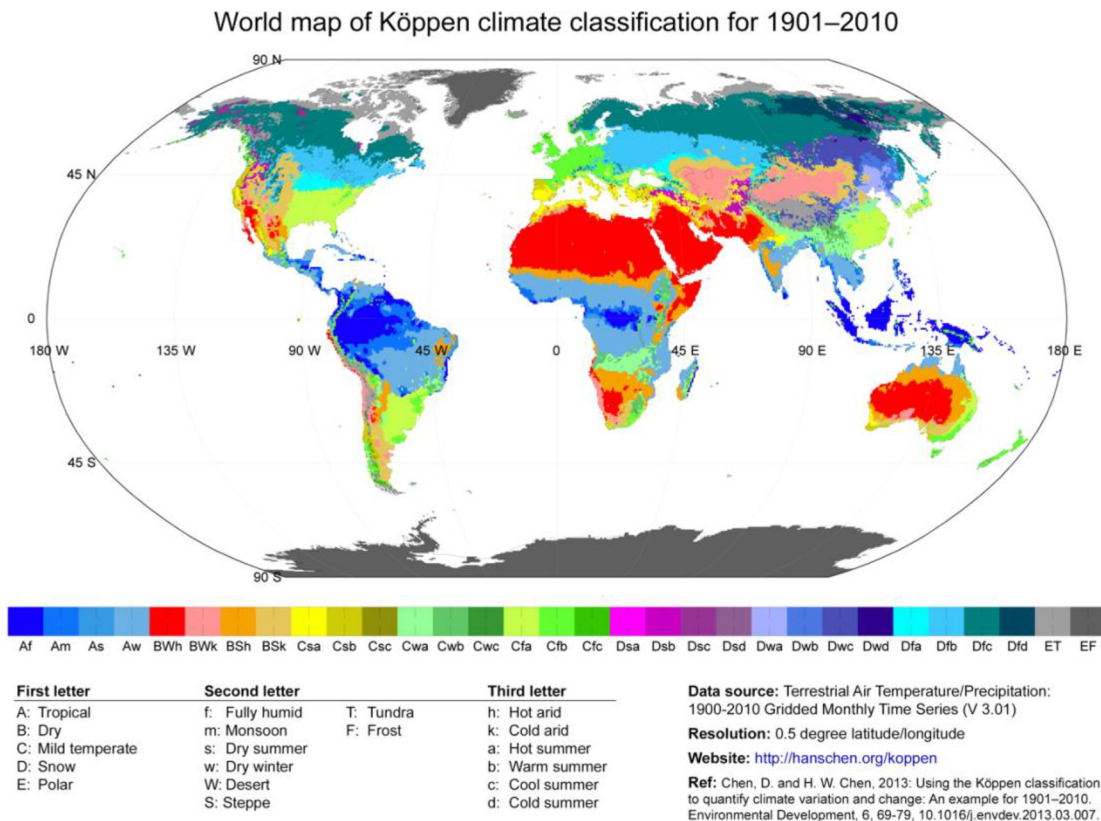 World map of Köppen climate classification for 1901–2010
90 N
45 N
0
180 W 135 W 90 W 45 W 0 45 E 90 E 135 E 180 E
45 S
90 S
Af Am As Aw BWh BWk BSh BSk Csa Csb Csc Cwa Cwb Cwc Cfa Cfb Cfc Dsa Dsb Dsc Dsd Dwa Dwb Dwc Dwd Dfa Dfb Dfc Dfd ET EF
First letter
A: Tropical
B: Dry
C: Mild temperate
D: Snow
E: Polar
Second letter
f: Fully humid
m: Monsoon
s: Dry summer
w: Dry winter
W: Desert
S: Steppe
T: Tundra
F: Frost
Third letter
h: Hot arid
k: Cold arid
a: Hot summer
b: Warm summer
c: Cool summer
d: Cold summer
Data source: Terrestrial Air Temperature/Precipitation:
1900-2010 Gridded Monthly Time Series (V 3.01)
Resolution: 0.5 degree latitude/longitude
Website: http://hanschen.org/koppen
Ref: Chen, D. and H. W. Chen, 2013: Using the Köppen classification
to quantify climate variation and change: An example for 1901–2010.
Environmental Development, 6, 69-79, 10.1016/j.envdev.2013.03.007.